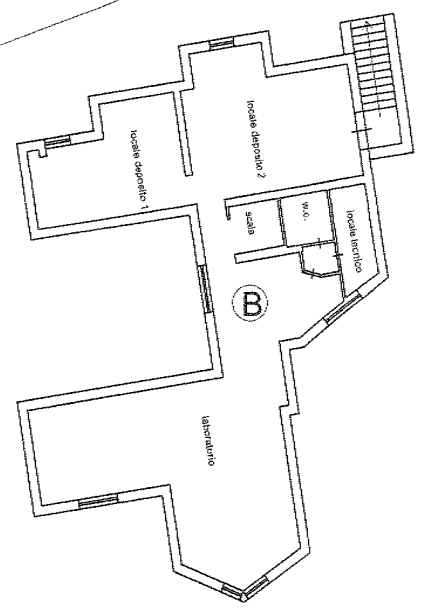 locale deposito 2
locale deposito 1
scala
w.c.
locale tecnico
B
laboratorio